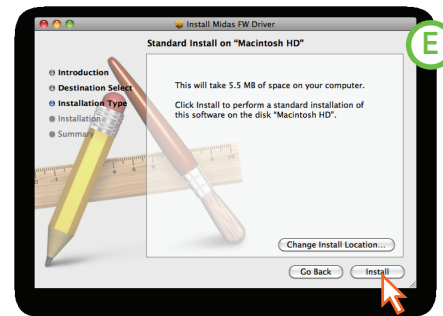 Install Midas FW Driver
E
Standard Install on "Macintosh HD"
Introduction
Destination Select
Installation Type
Installation
Summary
This will take 5.5 MB of space on your computer.
Click Install to perform a standard installation of
this software on the disk "Macintosh HD".
Change Install Location...
Go Back
Install